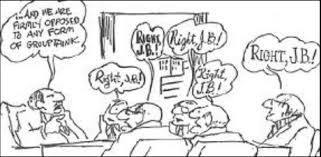 ...AND WE ARE
FIRMLY OPPOSED
TO ANY FORM
OF GROUPTHINK.
Right, J.B.!
RIGHT,
J.B.!
Right, J.B.!
Right,
J.B.!
RIGHT, J.B.!